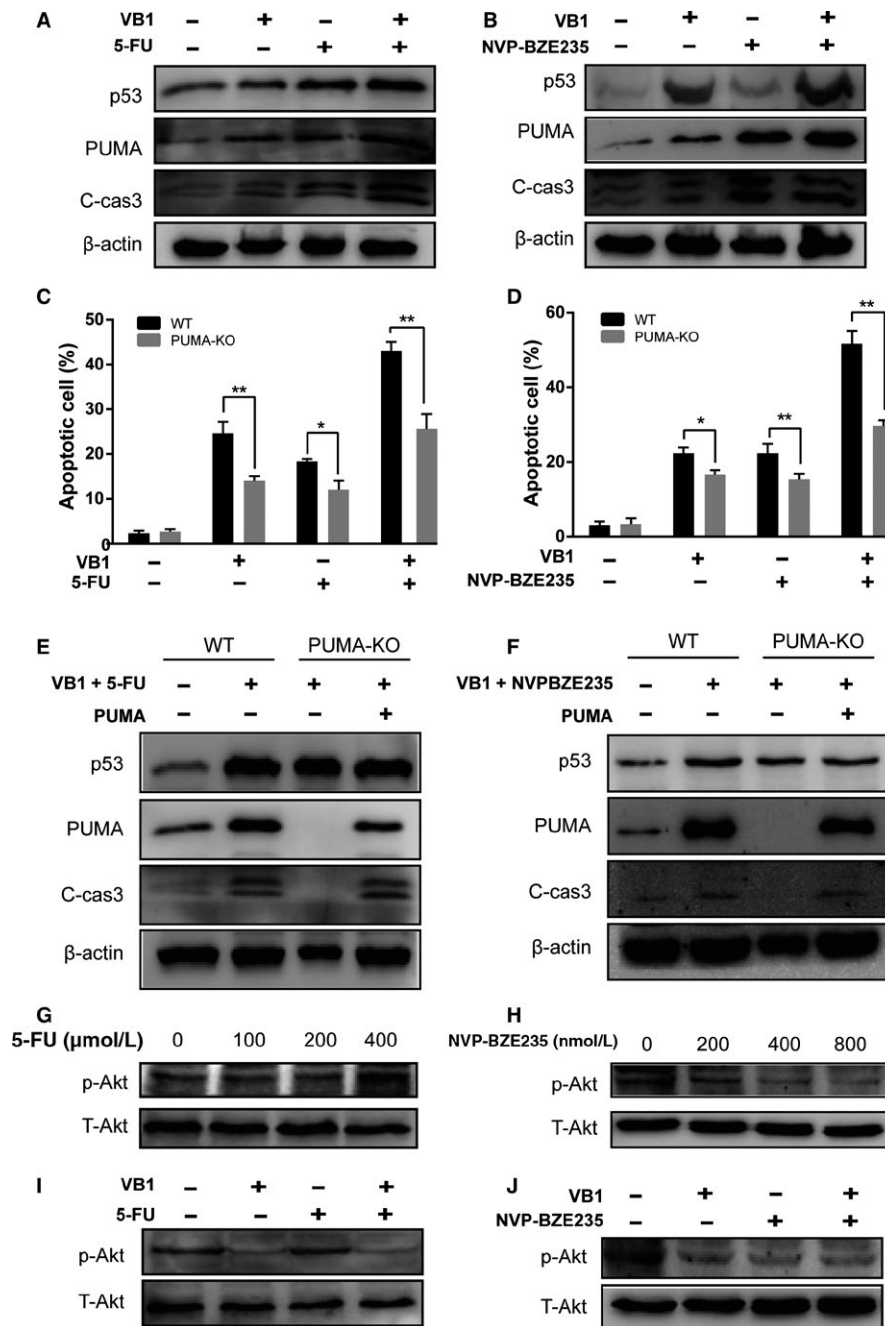 A
VB1 – + – +
5-FU – – + +
p53
PUMA
C-cas3
β-actin
B
VB1 – + – +
NVP-BZE235 – – + +
p53
PUMA
C-cas3
β-actin
C
WT
PUMA-KO
Apoptotic cell (%)
50
40
30
20
10
0
** * **
VB1 – + – +
5-FU – – + +
D
WT
PUMA-KO
Apoptotic cell (%)
60
40
20
0
* ** **
VB1 – + – +
NVP-BZE235 – – + +
E
WT PUMA-KO
VB1 + 5-FU – + + +
PUMA – – – +
p53
PUMA
C-cas3
β-actin
F
WT PUMA-KO
VB1 + NVPBZE235 – + + +
PUMA – – – +
p53
PUMA
C-cas3
β-actin
G
5-FU (μmol/L) 0 100 200 400
p-Akt
T-Akt
H
NVP-BZE235 (nmol/L) 0 200 400 800
p-Akt
T-Akt
I
VB1 – + – +
5-FU – – + +
p-Akt
T-Akt
J
VB1 – + – +
NVP-BZE235 – – + +
p-Akt
T-Akt